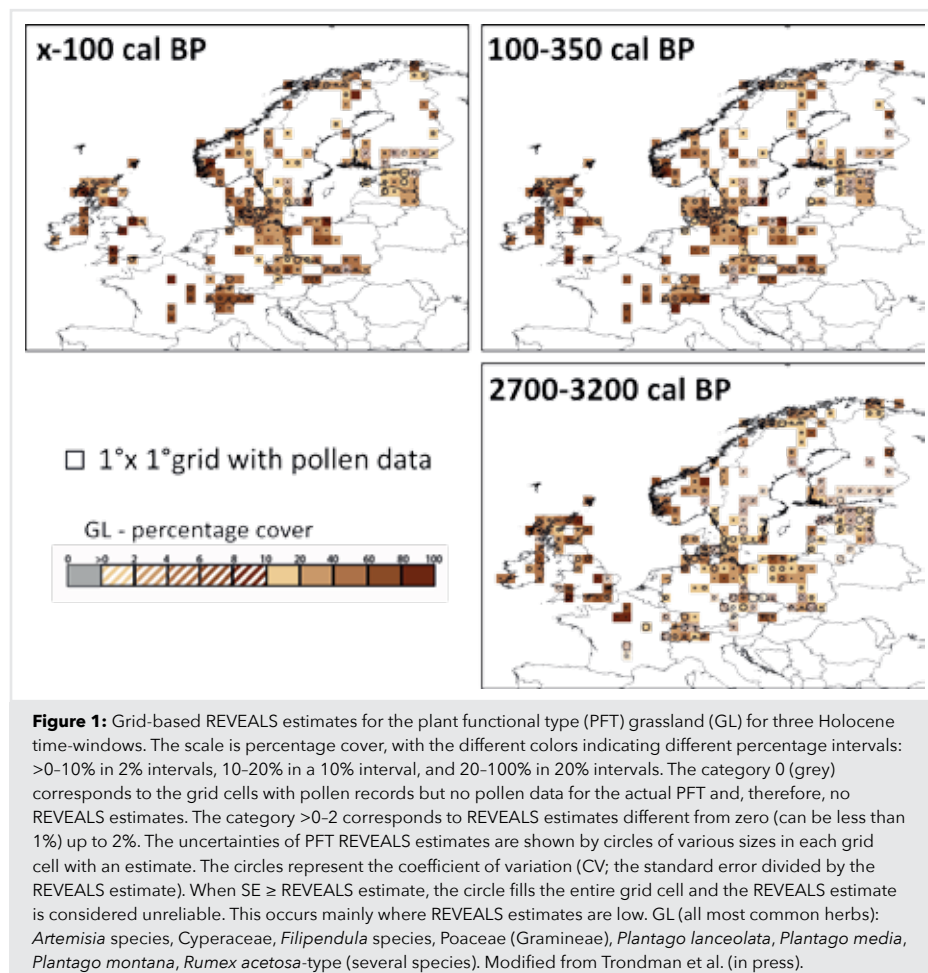 x-100 cal BP
100-350 cal BP
2700-3200 cal BP
1°x 1°grid with pollen data
GL - percentage cover
0 >0 2 4 6 8 10 20 40 60 80 100
Figure 1: Grid-based REVEALS estimates for the plant functional type (PFT) grassland (GL) for three Holocene
time-windows. The scale is percentage cover, with the different colors indicating different percentage intervals:
>0–10% in 2% intervals, 10–20% in a 10% interval, and 20–100% in 20% intervals. The category 0 (grey)
corresponds to the grid cells with pollen records but no pollen data for the actual PFT and, therefore, no
REVEALS estimates. The category >0–2 corresponds to REVEALS estimates different from zero (can be less than
1%) up to 2%. The uncertainties of PFT REVEALS estimates are shown by circles of various sizes in each grid
cell with an estimate. The circles represent the coefficient of variation (CV; the standard error divided by the
REVEALS estimate). When SE ≥ REVEALS estimate, the circle fills the entire grid cell and the REVEALS estimate
is considered unreliable. This occurs mainly where REVEALS estimates are low. GL (all most common herbs):
Artemisia species, Cyperaceae, Filipendula species, Poaceae (Gramineae), Plantago lanceolata, Plantago media,
Plantago montana, Rumex acetosa-type (several species). Modified from Trondman et al. (in press).